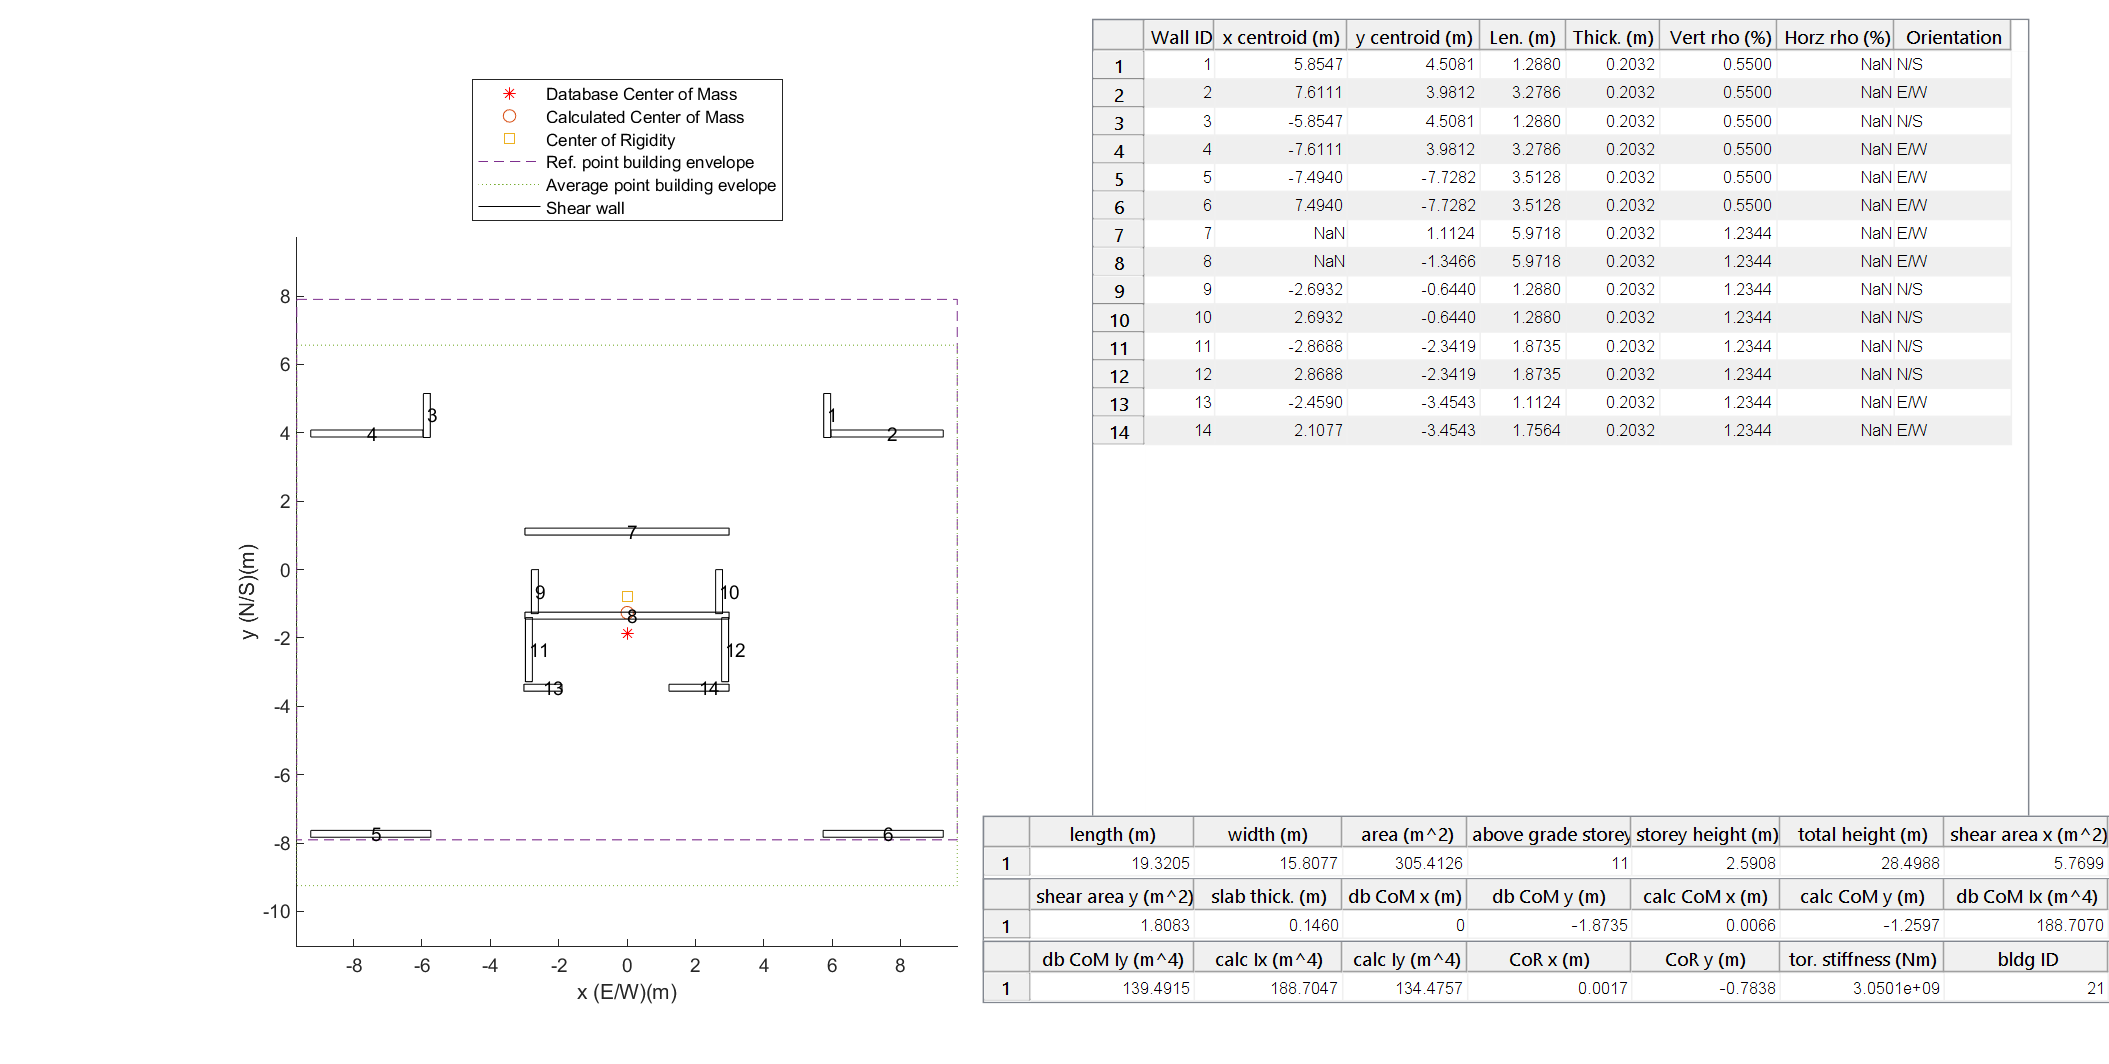 Database Center of Mass
Calculated Center of Mass
Center of Rigidity
Ref. point building envelope
Average point building evelope
Shear wall
8
6
4
2
0
-2
-4
-6
-8
-10
y (N/S)(m)
3
4
1
2
7
9
10
8
11
12
13
14
5
6
-8 -6 -4 -2 0 2 4 6 8
x (E/W)(m)
Wall ID x centroid (m) y centroid (m) Len. (m) Thick. (m) Vert rho (%) Horz rho (%) Orientation
1 1 5.8547 4.5081 1.2880 0.2032 0.5500 NaN N/S
2 2 7.6111 3.9812 3.2786 0.2032 0.5500 NaN E/W
3 3 -5.8547 4.5081 1.2880 0.2032 0.5500 NaN N/S
4 4 -7.6111 3.9812 3.2786 0.2032 0.5500 NaN E/W
5 5 -7.4940 -7.7282 3.5128 0.2032 0.5500 NaN E/W
6 6 7.4940 -7.7282 3.5128 0.2032 0.5500 NaN E/W
7 7 NaN 1.1124 5.9718 0.2032 1.2344 NaN E/W
8 8 NaN -1.3466 5.9718 0.2032 1.2344 NaN E/W
9 9 -2.6932 -0.6440 1.2880 0.2032 1.2344 NaN N/S
10 10 2.6932 -0.6440 1.2880 0.2032 1.2344 NaN N/S
11 11 -2.8688 -2.3419 1.8735 0.2032 1.2344 NaN N/S
12 12 2.8688 -2.3419 1.8735 0.2032 1.2344 NaN N/S
13 13 -2.4590 -3.4543 1.1124 0.2032 1.2344 NaN E/W
14 14 2.1077 -3.4543 1.7564 0.2032 1.2344 NaN E/W
length (m) width (m) area (m^2) above grade storey storey height (m) total height (m) shear area x (m^2)
1 19.3205 15.8077 305.4126 11 2.5908 28.4988 5.7699
shear area y (m^2) slab thick. (m) db CoM x (m) db CoM y (m) calc CoM x (m) calc CoM y (m) db CoM Ix (m^4)
1 1.8083 0.1460 0 -1.8735 0.0066 -1.2597 188.7070
db CoM Iy (m^4) calc Ix (m^4) calc Iy (m^4) CoR x (m) CoR y (m) tor. stiffness (Nm) bldg ID
1 139.4915 188.7047 134.4757 0.0017 -0.7838 3.0501e+09 21